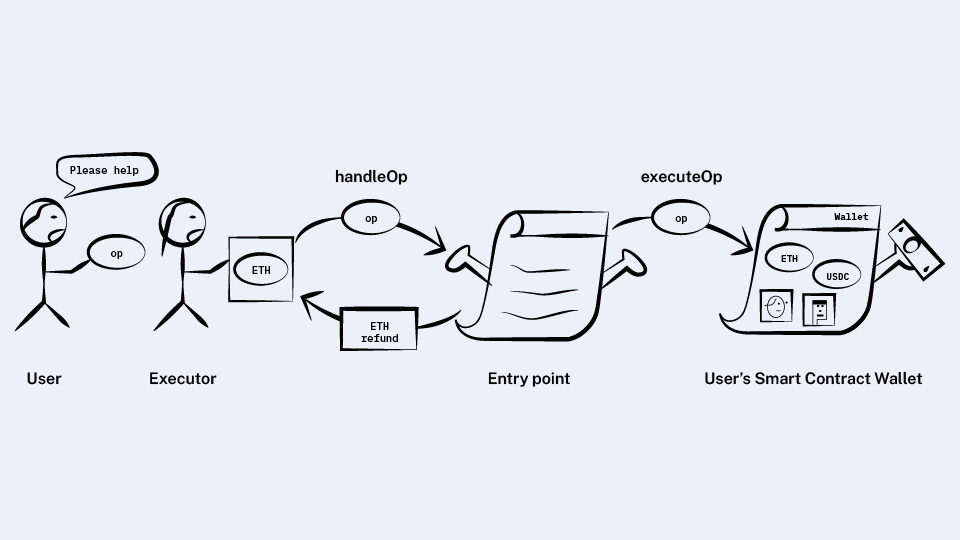 Please help
op
ETH
handleOp
op
ETH
refund
executeOp
op
Wallet
ETH
USDC
User
Executor
Entry point
User’s Smart Contract Wallet